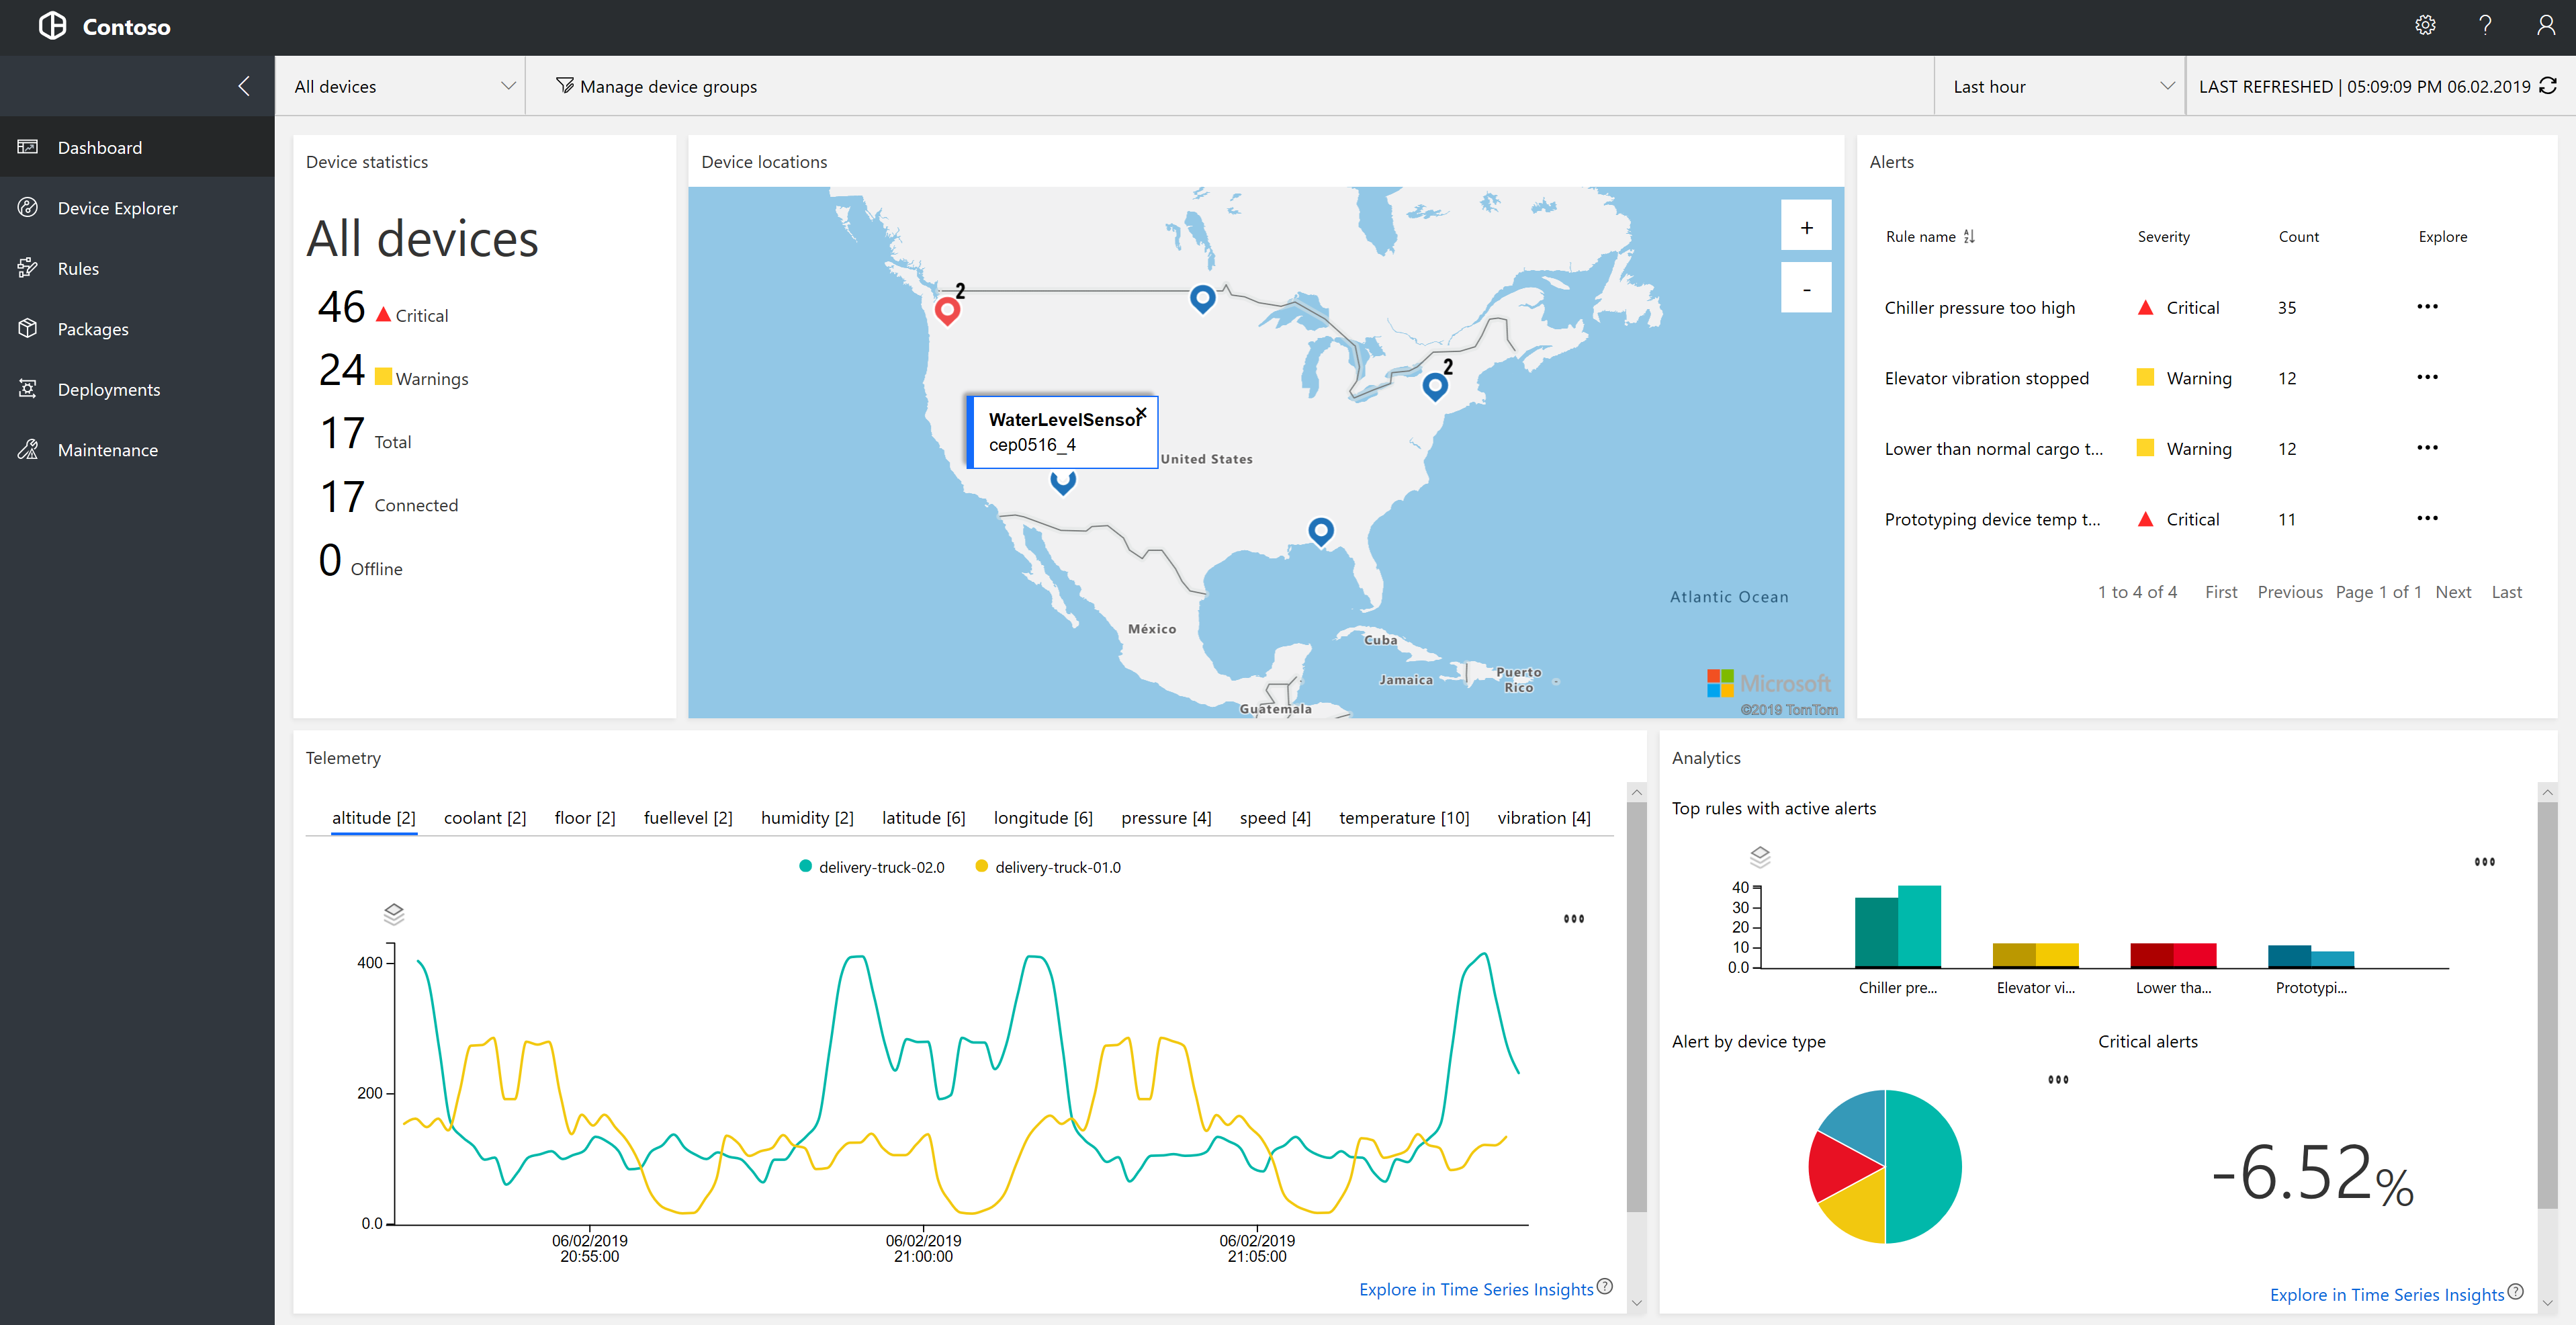 Contoso
All devices
Manage device groups
Last hour
LAST REFRESHED | 05:09:09 PM 06.02.2019
Dashboard
Device Explorer
Rules
Packages
Deployments
Maintenance
Device statistics
All devices
46 Critical
24 Warnings
17 Total
17 Connected
0 Offline
Device locations
+
-
2
2
WaterLevelSensor
cep0516_4
United States
Atlantic Ocean
México
Cuba
Jamaica
Puerto
Rico
Guatemala
Microsoft
©2019 TomTom
Alerts
Rule name Severity Count Explore
Chiller pressure too high Critical 35 •••
Elevator vibration stopped Warning 12 •••
Lower than normal cargo t... Warning 12 •••
Prototyping device temp t... Critical 11 •••
1 to 4 of 4 First Previous Page 1 of 1 Next Last
Telemetry
altitude [2] coolant [2] floor [2] fuellevel [2] humidity [2] latitude [6] longitude [6] pressure [4] speed [4] temperature [10] vibration [4]
delivery-truck-02.0 delivery-truck-01.0
400
200
0.0
06/02/2019 06/02/2019 06/02/2019
20:55:00 21:00:00 21:05:00
Explore in Time Series Insights
Analytics
Top rules with active alerts
40
30
20
10
0.0
Chiller pre... Elevator vi... Lower tha... Prototypi...
Alert by device type
Critical alerts
-6.52%
Explore in Time Series Insights